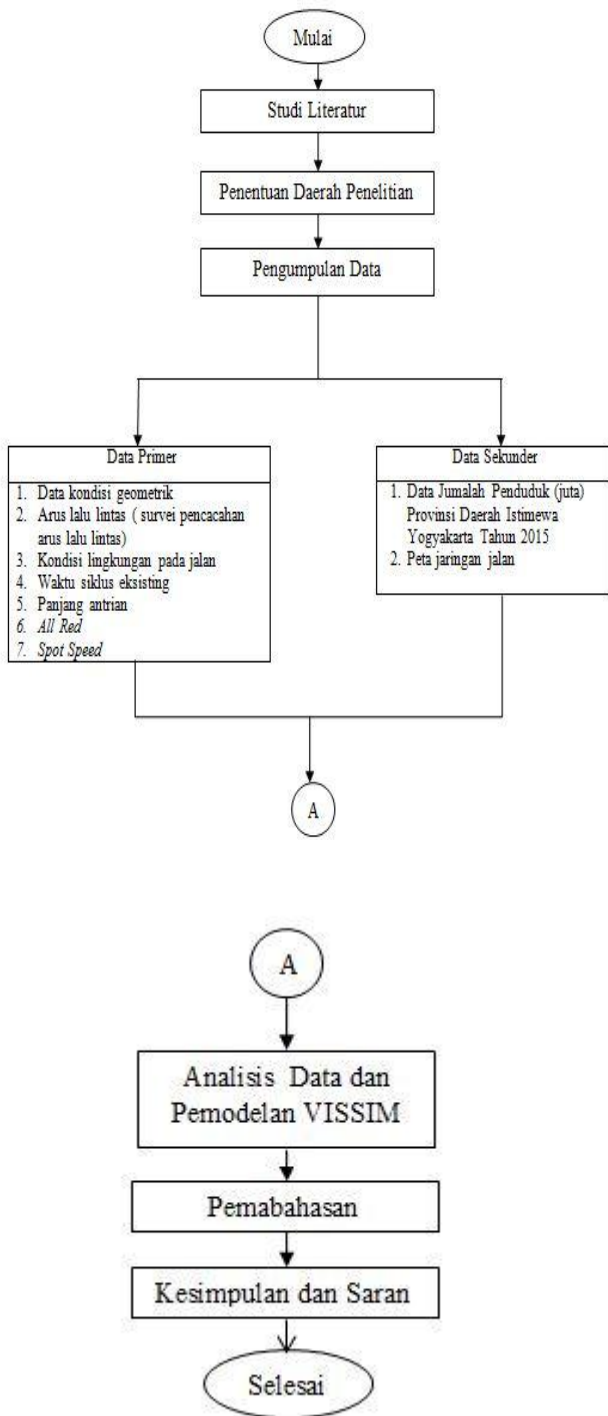 Mulai
Studi Literatur
Penentuan Daerah Penelitian
Pengumpulan Data
Data Primer
1. Data kondisi geometrik
2. Arus lalu lintas ( survei pencacahan
arus lalu lintas)
3. Kondisi lingkungan pada jalan
4. Waktu siklus eksisting
5. Panjang antrian
6. All Red
7. Spot Speed
Data Sekunder
1. Data Jumalah Penduduk (juta)
Provinsi Daerah Istimewa
Yogyakarta Tahun 2015
2. Peta jaringan jalan
A
A
Analisis Data dan
Pemodelan VISSIM
Pemabahasan
Kesimpulan dan Saran
Selesai